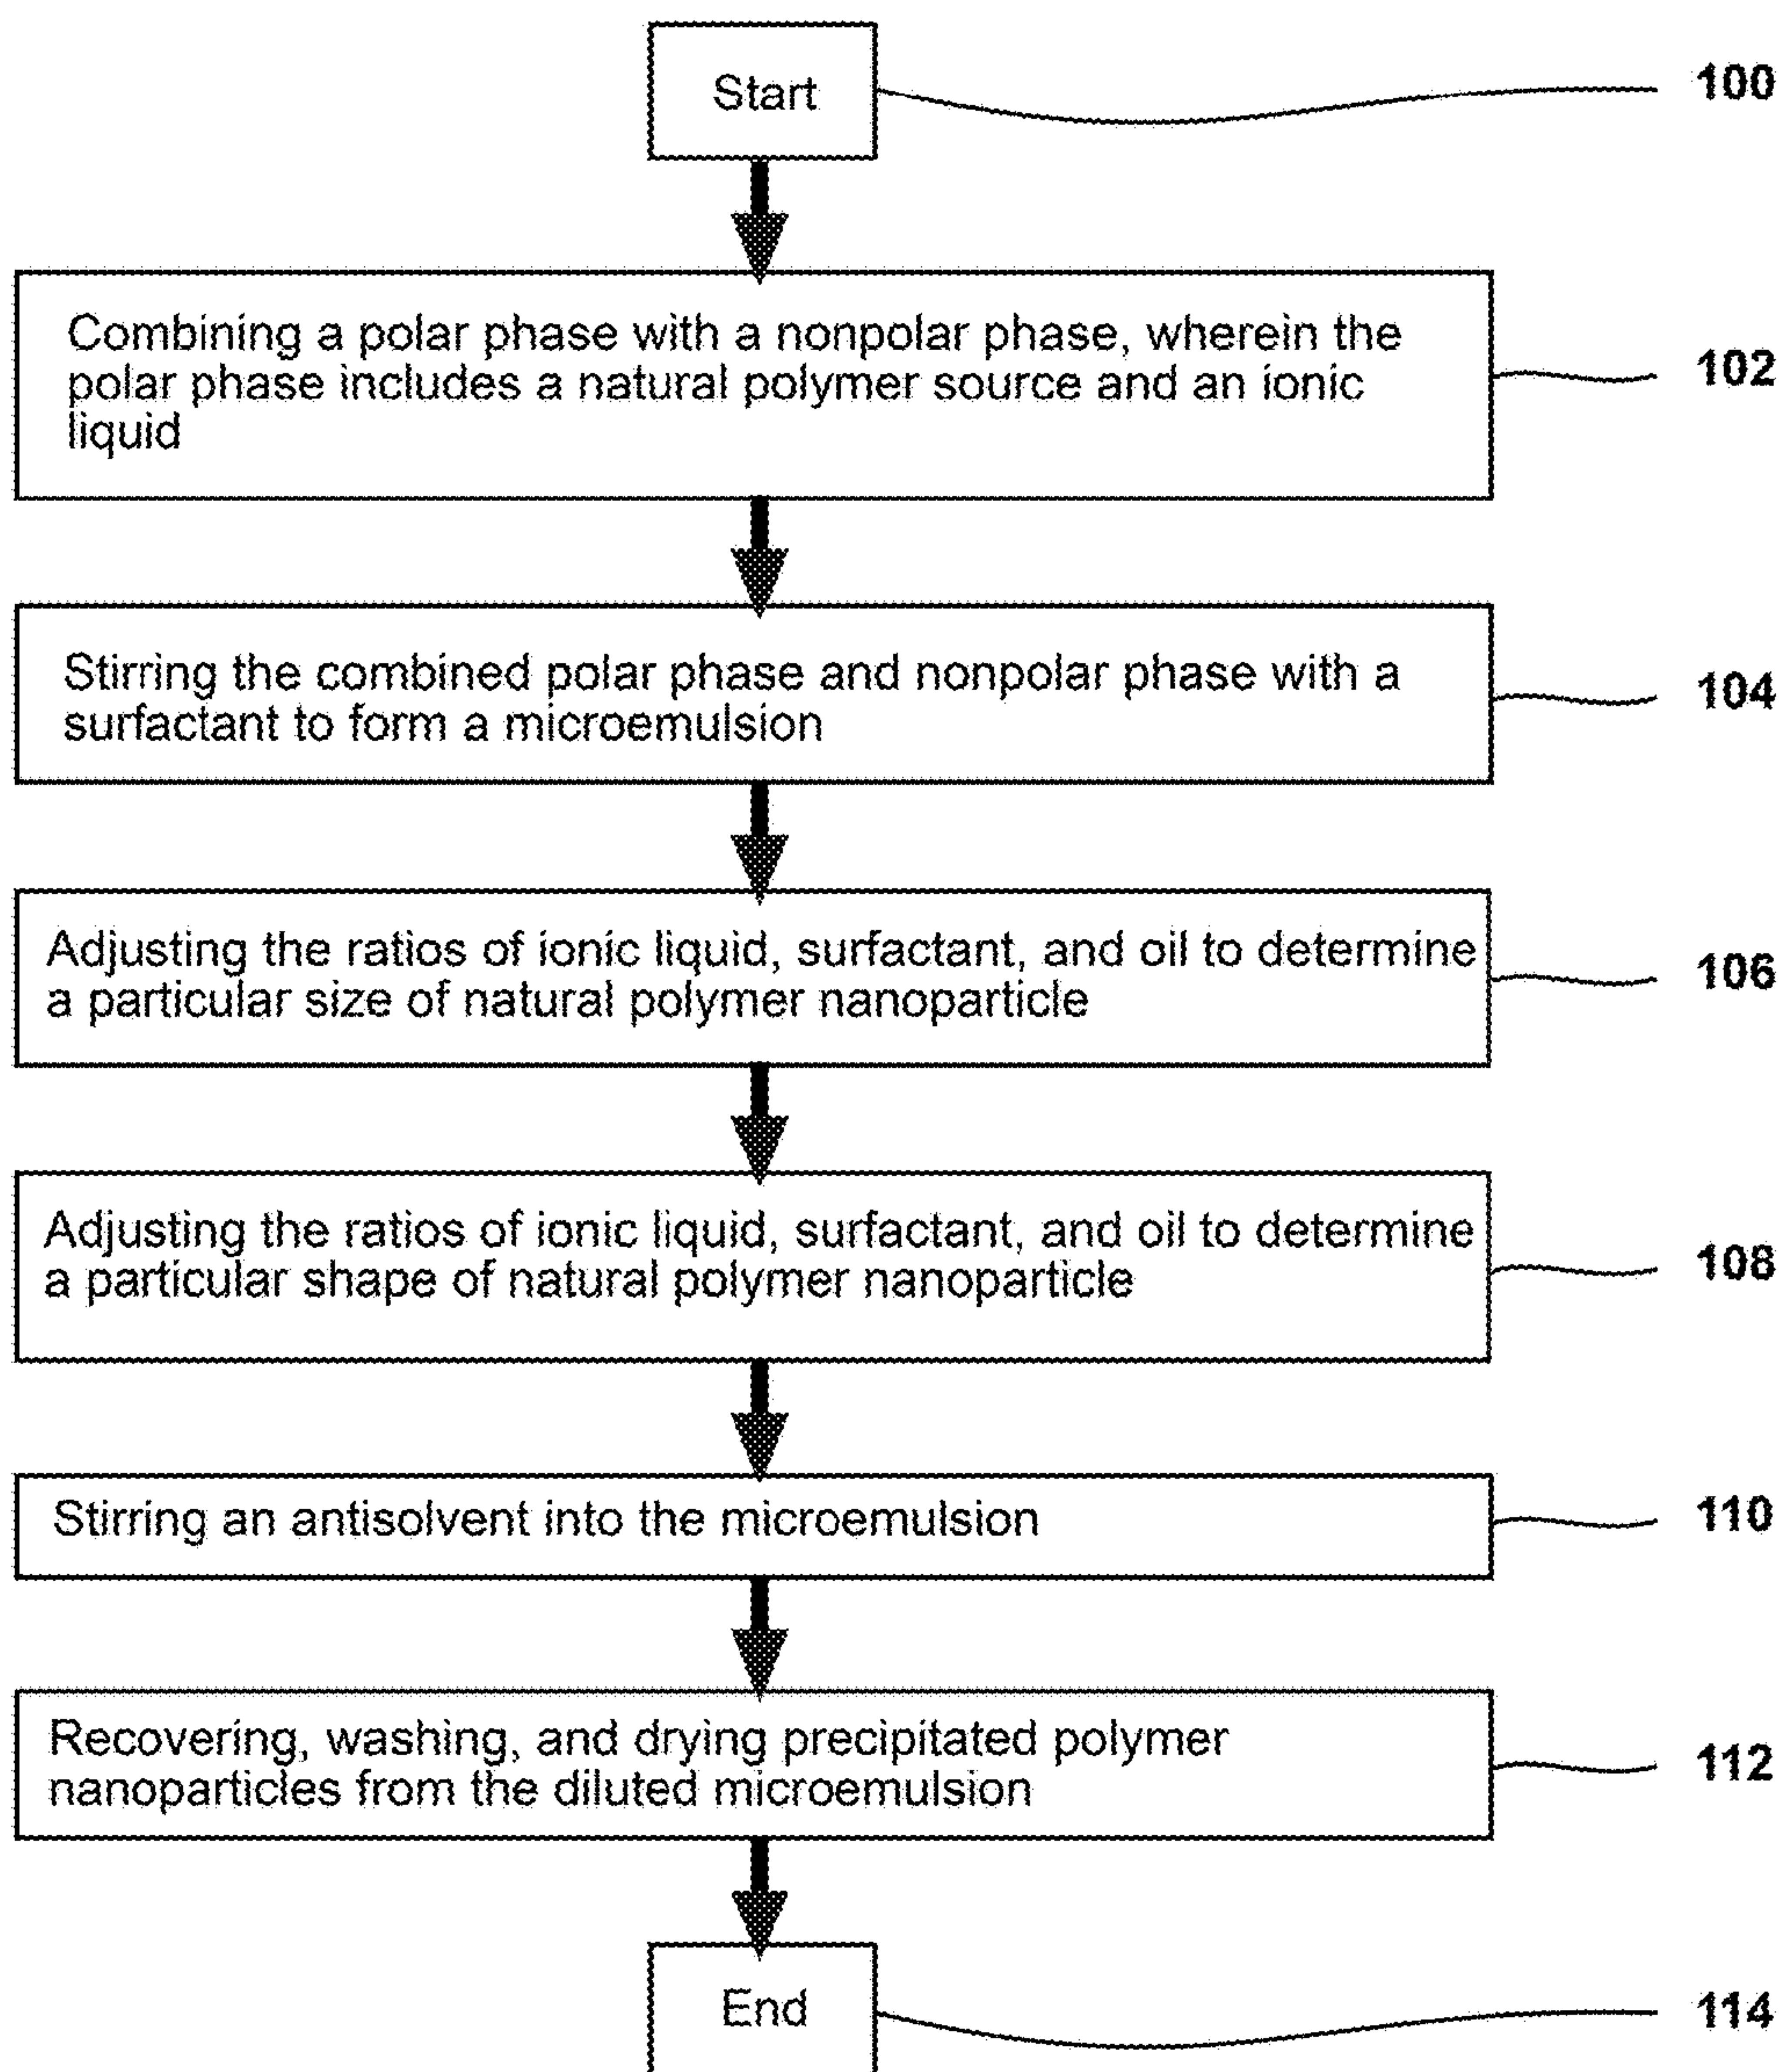 Start
100
Combining a polar phase with a nonpolar phase, wherein the
polar phase includes a natural polymer source and an ionic
liquid
102
Stirring the combined polar phase and nonpolar phase with a
surfactant to form a microemulsion
104
Adjusting the ratios of ionic liquid, surfactant, and oil to determine
a particular size of natural polymer nanoparticle
106
Adjusting the ratios of ionic liquid, surfactant, and oil to determine
a particular shape of natural polymer nanoparticle
108
Stirring an antisolvent into the microemulsion
110
Recovering, washing, and drying precipitated polymer
nanoparticles from the diluted microemulsion
112
End
114